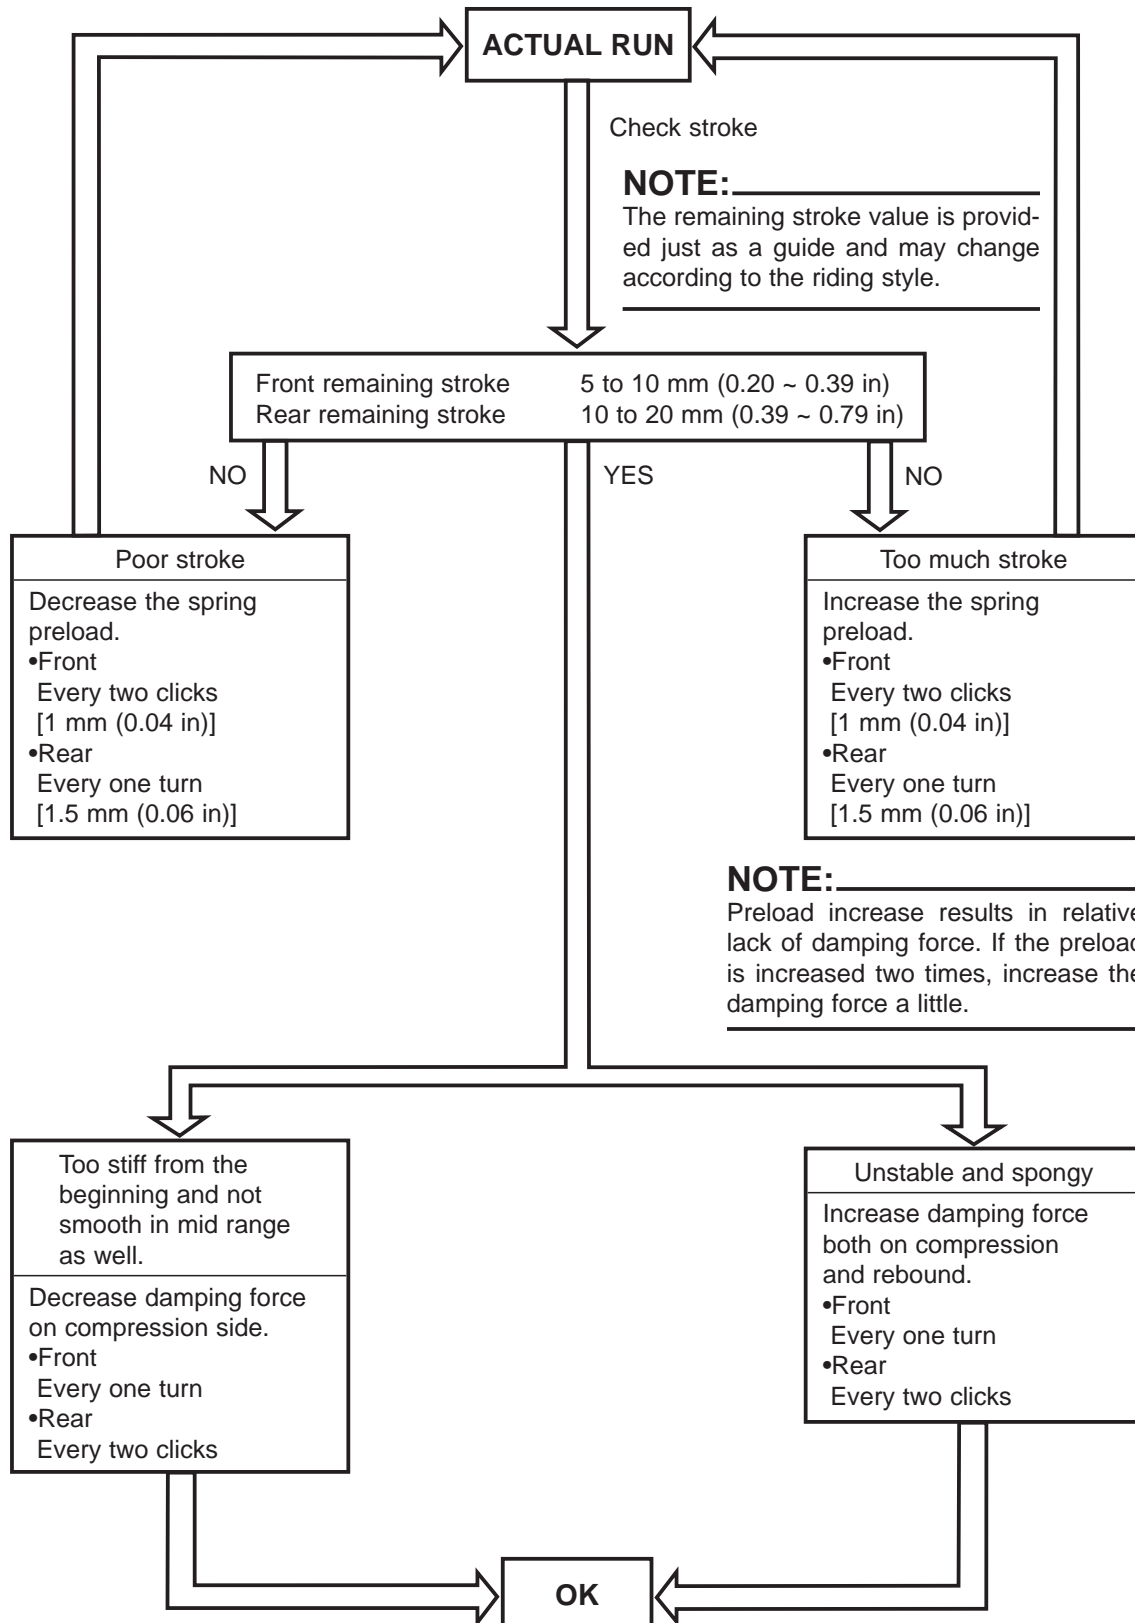 ACTUAL RUN
Check stroke
NOTE:
The remaining stroke value is provid-
ed just as a guide and may change
according to the riding style.
Front remaining stroke 5 to 10 mm (0.20 ~ 0.39 in)
Rear remaining stroke 10 to 20 mm (0.39 ~ 0.79 in)
NO
YES
NO
Poor stroke
Decrease the spring
preload.
•Front
Every two clicks
[1 mm (0.04 in)]
•Rear
Every one turn
[1.5 mm (0.06 in)]
Too much stroke
Increase the spring
preload.
•Front
Every two clicks
[1 mm (0.04 in)]
•Rear
Every one turn
[1.5 mm (0.06 in)]
NOTE:
Preload increase results in relative
lack of damping force. If the preload
is increased two times, increase the
damping force a little.
Too stiff from the
beginning and not
smooth in mid range
as well.
Decrease damping force
on compression side.
•Front
Every one turn
•Rear
Every two clicks
Unstable and spongy
Increase damping force
both on compression
and rebound.
•Front
Every one turn
•Rear
Every two clicks
OK